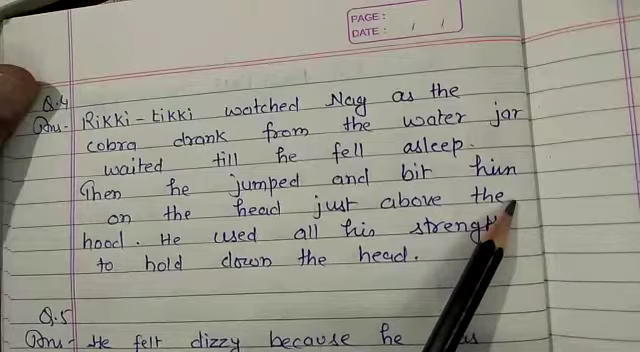 PAGE:
DATE: / /
Q.4
Ans- Rikki-tikki watched Nag as the
cobra drank from the water jar
waited till he fell asleep.
Then he jumped and bit him
on the head just above the
hood. He used all his
to hold down the head.
Q.5
Ans- He felt dizzy because he